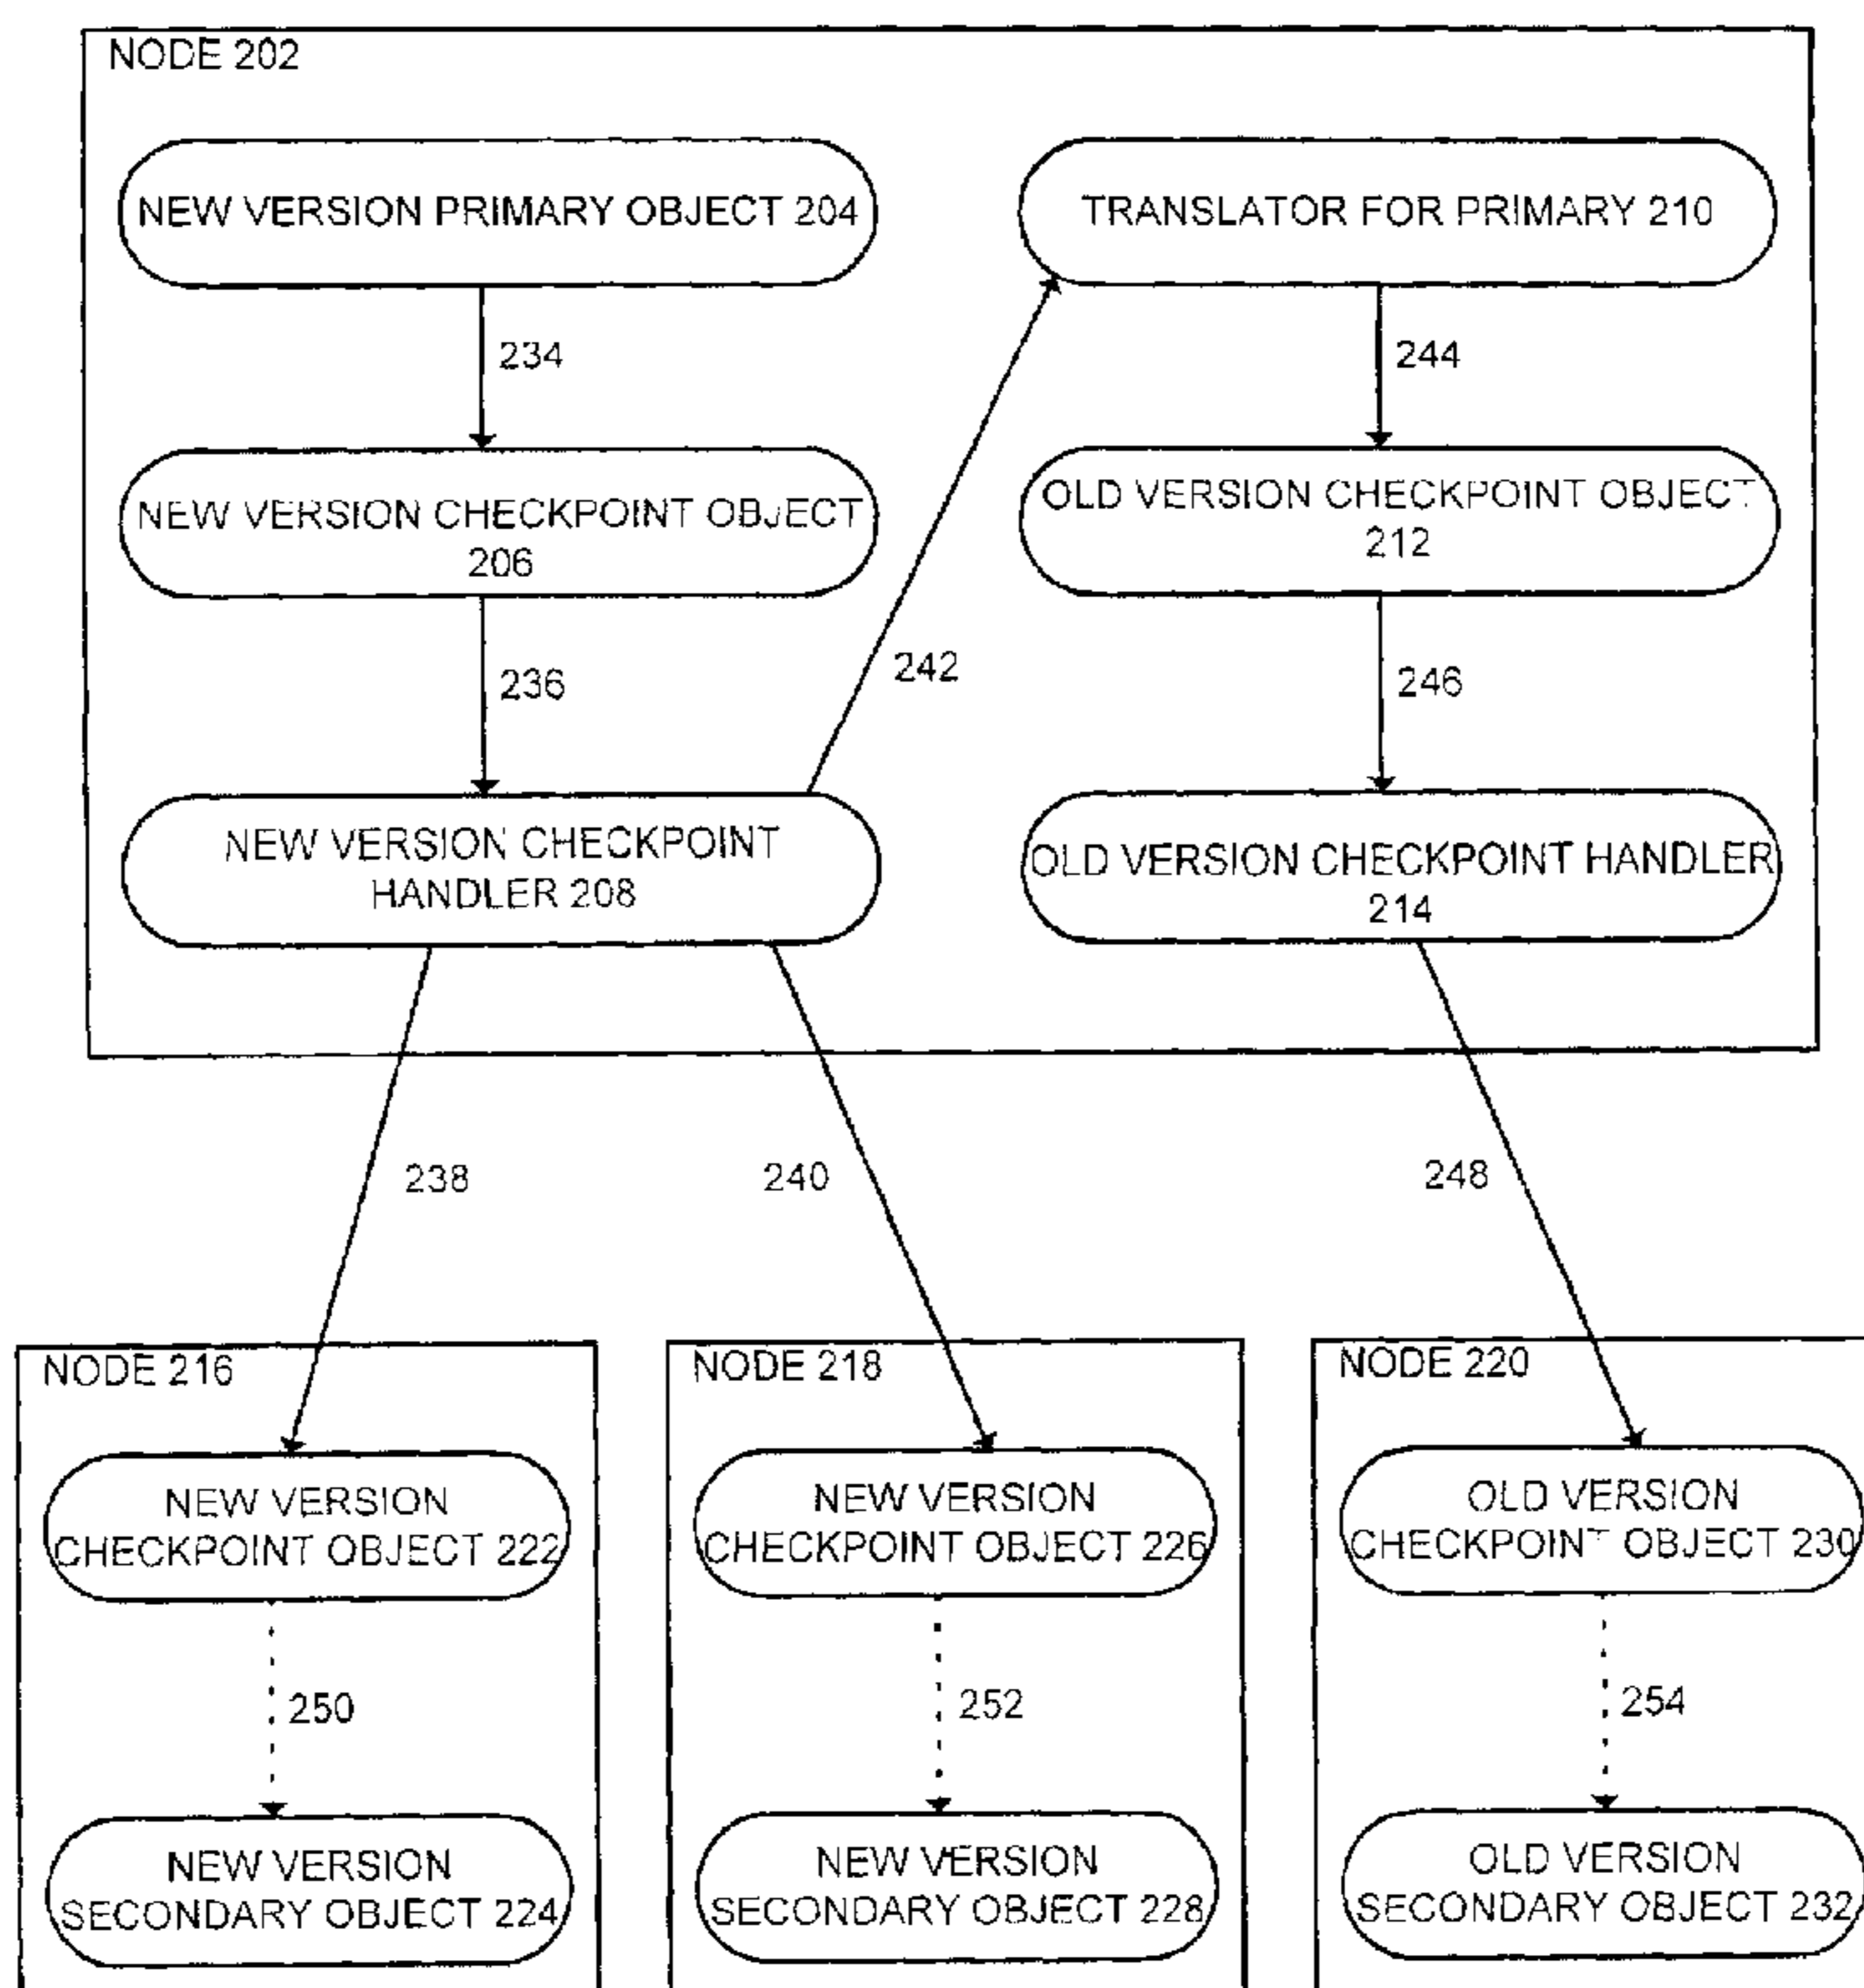 NODE 202
NEW VERSION PRIMARY OBJECT 204
TRANSLATOR FOR PRIMARY 210
234
244
NEW VERSION CHECKPOINT OBJECT
206
OLD VERSION CHECKPOINT OBJECT
212
236
242
246
NEW VERSION CHECKPOINT
HANDLER 208
OLD VERSION CHECKPOINT HANDLER
214
238
240
248
NODE 216
NEW VERSION
CHECKPOINT OBJECT 222
250
NEW VERSION
SECONDARY OBJECT 224
NODE 218
NEW VERSION
CHECKPOINT OBJECT 226
252
NEW VERSION
SECONDARY OBJECT 228
NODE 220
OLD VERSION
CHECKPOINT OBJECT 230
254
OLD VERSION
SECONDARY OBJECT 232